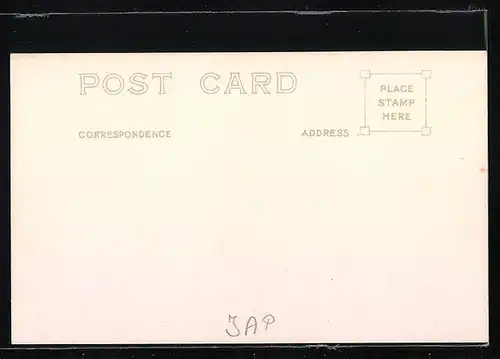 POST CARD
PLACE
STAMP
HERE
CORRESPONDENCE
ADDRESS
JAP